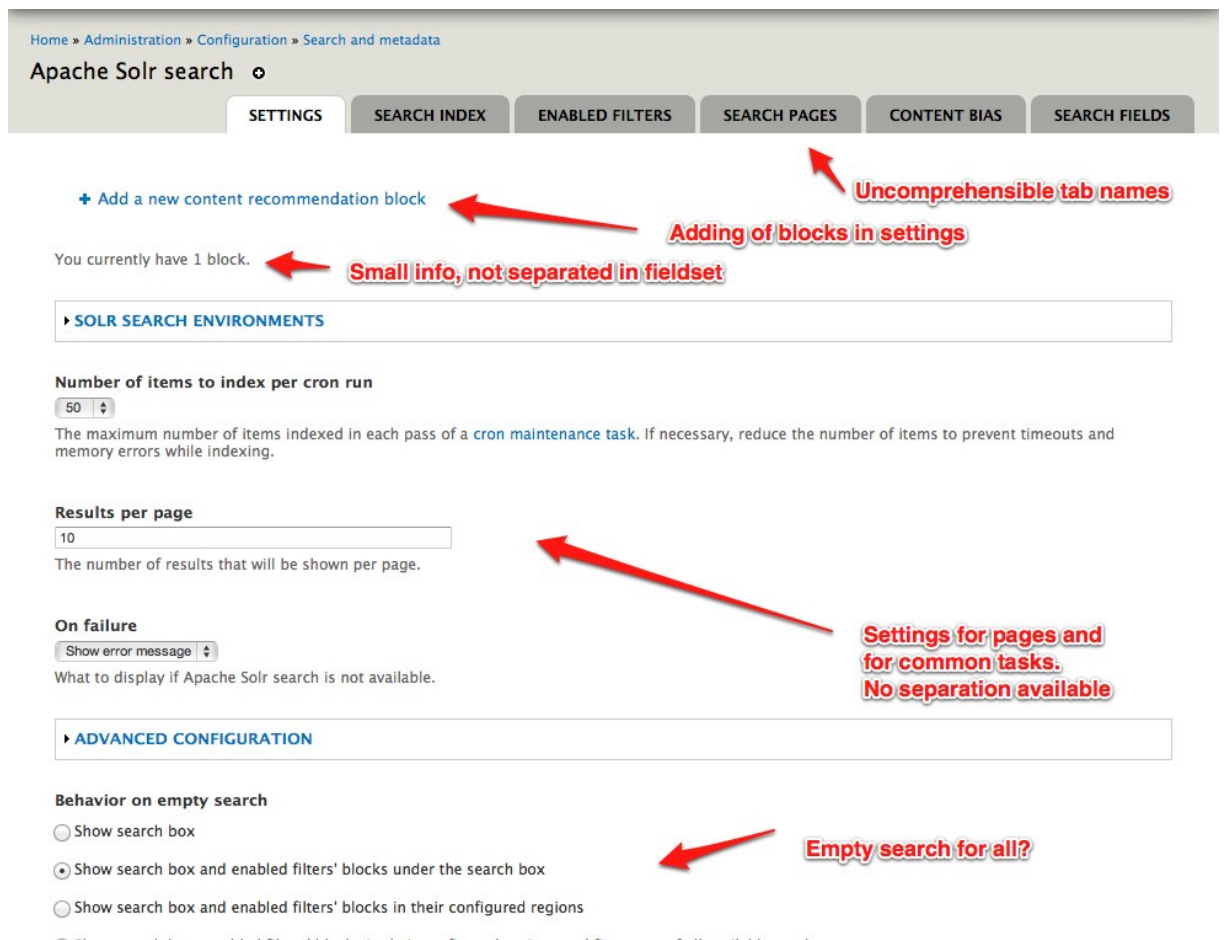 Home » Administration » Configuration » Search and metadata
Apache Solr search
SETTINGS
SEARCH INDEX
ENABLED FILTERS
SEARCH PAGES
CONTENT BIAS
SEARCH FIELDS
Uncomprehensible tab names
+ Add a new content recommendation block
Adding of blocks in settings
You currently have 1 block.
Small info, not separated in fieldset
SOLR SEARCH ENVIRONMENTS
Number of items to index per cron run
50
The maximum number of items indexed in each pass of a cron maintenance task. If necessary, reduce the number of items to prevent timeouts and
memory errors while indexing.
Results per page
10
The number of results that will be shown per page.
On failure
Show error message
What to display if Apache Solr search is not available.
Settings for pages and
for common tasks.
No separation available
ADVANCED CONFIGURATION
Behavior on empty search
Show search box
Show search box and enabled filters' blocks under the search box
Empty search for all?
Show search box and enabled filters' blocks in their configured regions